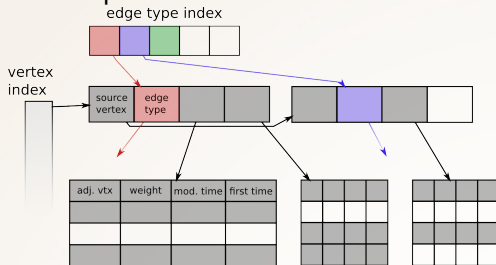 edge type index
vertex
index
source
vertex
edge
type
adj. vtx
weight
mod. time
first time